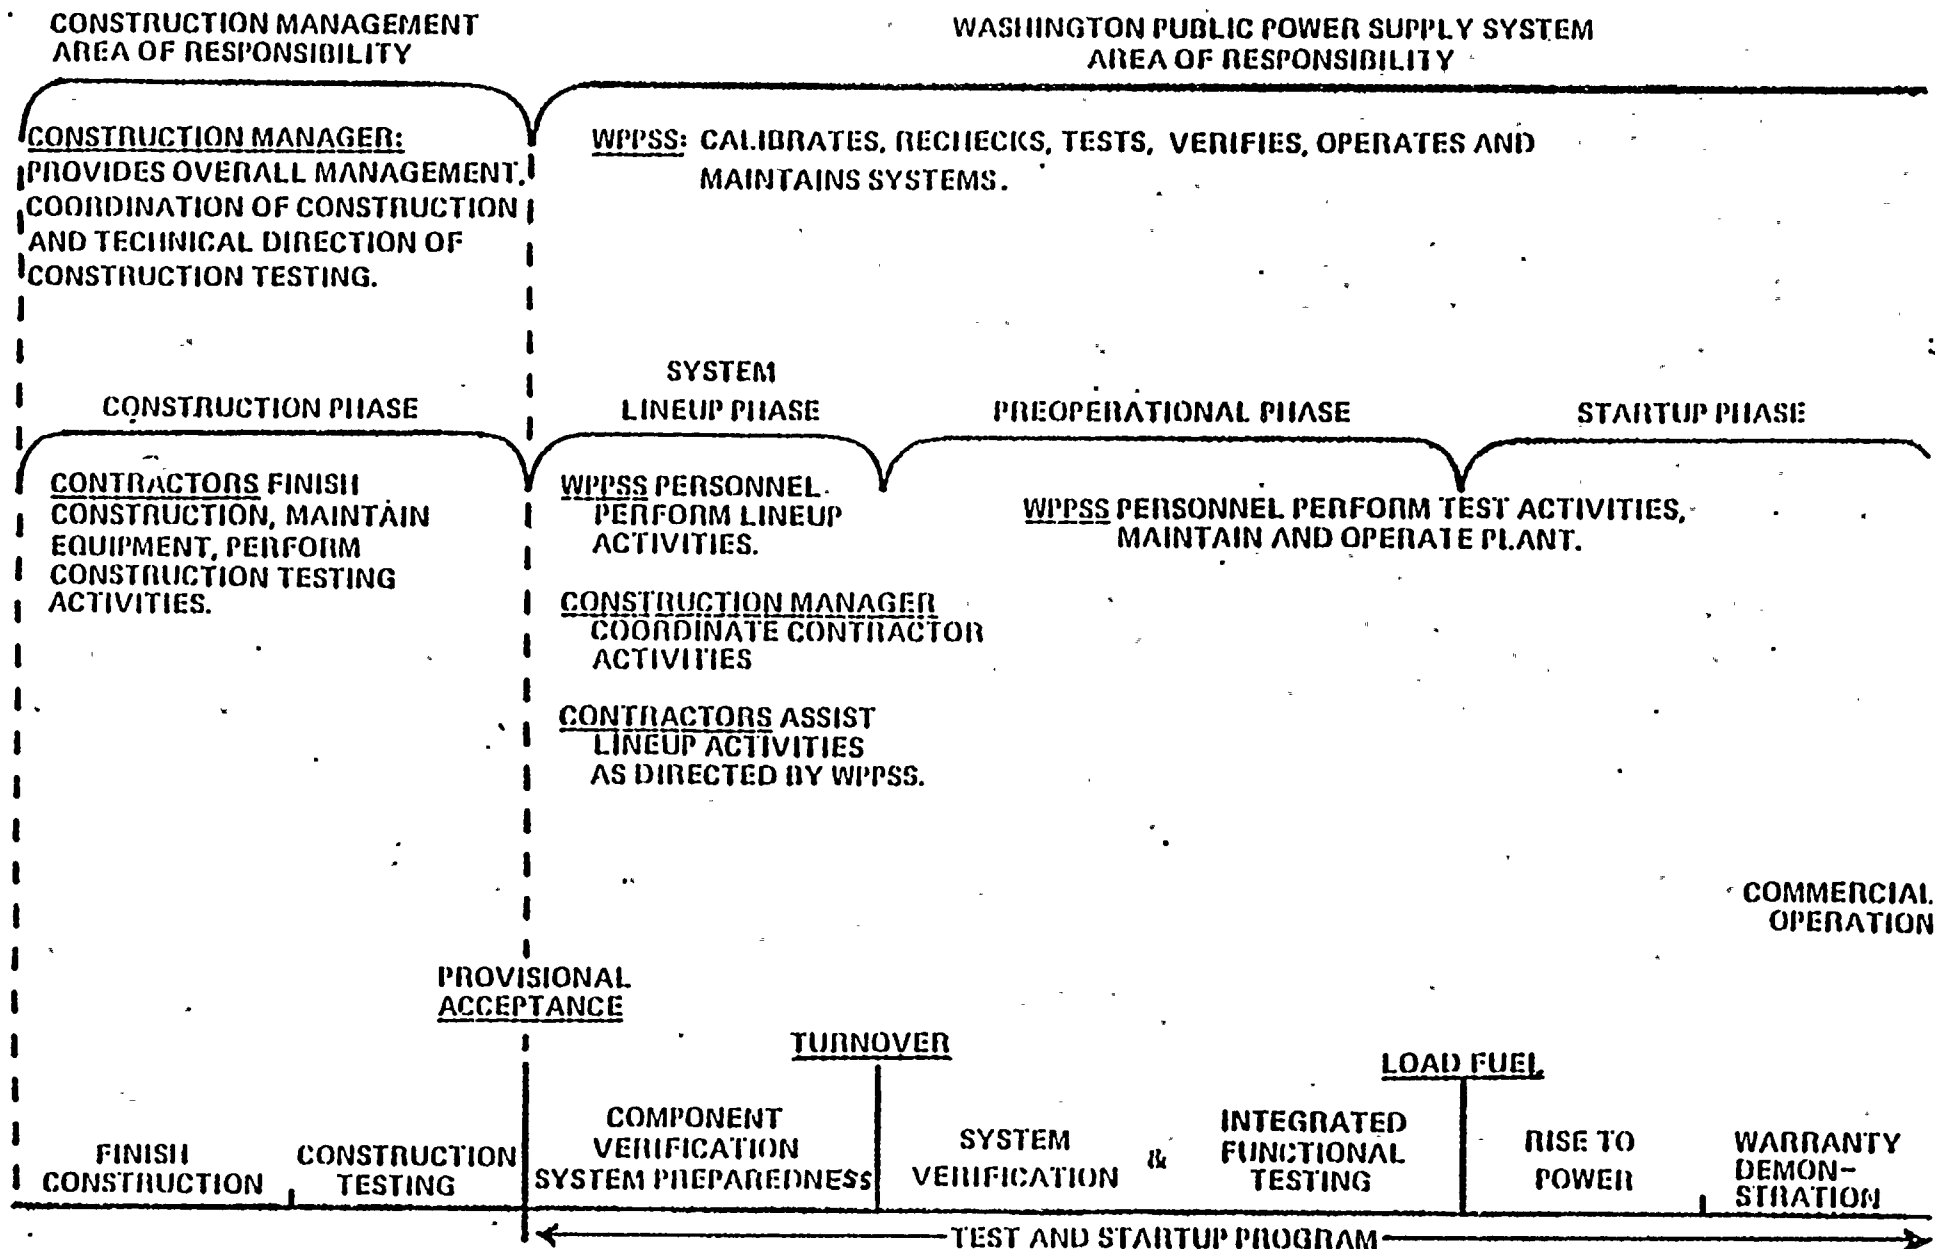 CONSTRUCTION MANAGEMENT
AREA OF RESPONSIBILITY
WASHINGTON PUBLIC POWER SUPPLY SYSTEM
AREA OF RESPONSIBILITY
CONSTRUCTION MANAGER:
PROVIDES OVERALL MANAGEMENT.
COORDINATION OF CONSTRUCTION
AND TECHNICAL DIRECTION OF
CONSTRUCTION TESTING.
WPPSS: CALIBRATES, RECHECKS, TESTS, VERIFIES, OPERATES AND
MAINTAINS SYSTEMS.
CONSTRUCTION PHASE
SYSTEM
LINEUP PHASE
PREOPERATIONAL PHASE
STARTUP PHASE
CONTRACTORS FINISH
CONSTRUCTION, MAINTAIN
EQUIPMENT, PERFORM
CONSTRUCTION TESTING
ACTIVITIES.
WPPSS PERSONNEL
PERFORM LINEUP
ACTIVITIES.
CONSTRUCTION MANAGER
COORDINATE CONTRACTOR
ACTIVITIES
CONTRACTORS ASSIST
LINEUP ACTIVITIES
AS DIRECTED BY WPPSS.
WPPSS PERSONNEL PERFORM TEST ACTIVITIES,
MAINTAIN AND OPERATE PLANT.
COMMERCIAL
OPERATION
PROVISIONAL
ACCEPTANCE
TURNOVER
LOAD FUEL
FINISH
CONSTRUCTION
CONSTRUCTION
TESTING
COMPONENT
VERIFICATION
SYSTEM PREPAREDNESS
SYSTEM
VERIFICATION
&
INTEGRATED
FUNCTIONAL
TESTING
RISE TO
POWER
WARRANTY
DEMON-
STRATION
TEST AND STARTUP PROGRAM